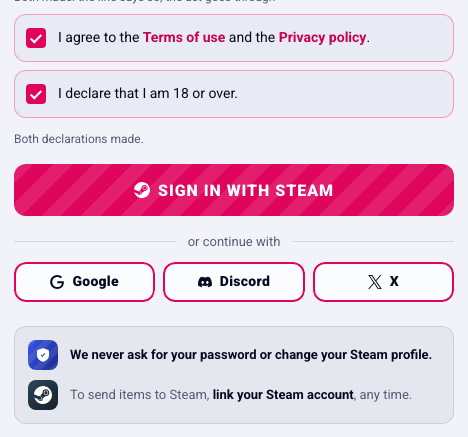 I agree to the Terms of use and the Privacy policy.
I declare that I am 18 or over.
Both declarations made.
SIGN IN WITH STEAM
or continue with
Google
Discord
X
We never ask for your password or change your Steam profile.
To send items to Steam, link your Steam account, any time.